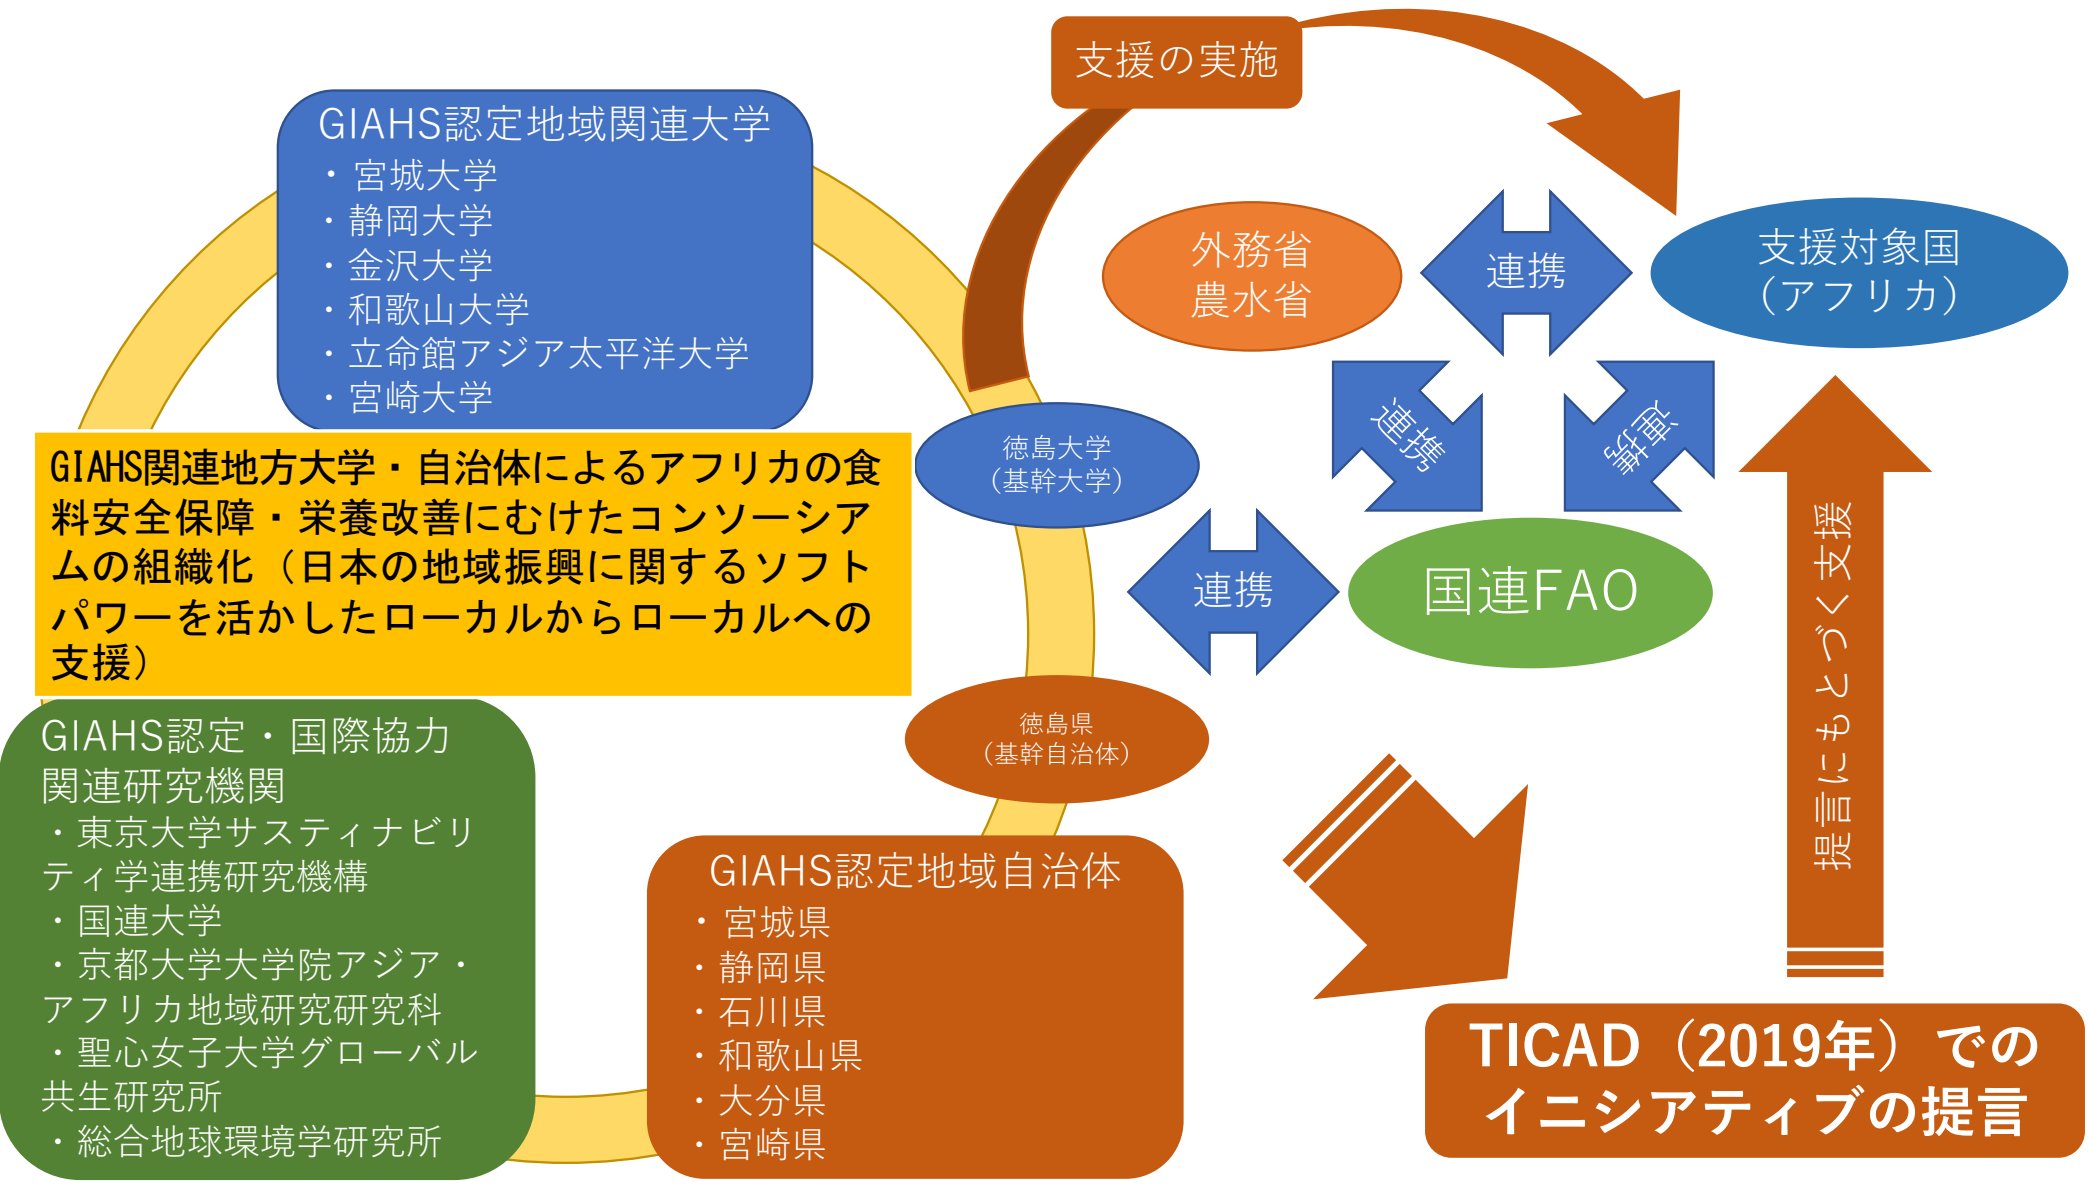 支援の実施
GIAHS認定地域関連大学
・宮城大学
・静岡大学
・金沢大学
・和歌山大学
・立命館アジア太平洋大学
・宮崎大学
外務省
農水省
連携
支援対象国
(アフリカ)
連携
連携
GIAHS関連地方大学・自治体によるアフリカの食
料安全保障・栄養改善にむけたコンソーシア
ムの組織化（日本の地域振興に関するソフト
パワーを活かしたローカルからローカルへの
支援）
徳島大学
（基幹大学）
連携
国連FAO
徳島県
（基幹自治体）
提言にもとづく支援
GIAHS認定・国際協力
関連研究機関
・東京大学サスティナビリ
ティ学連携研究機構
・国連大学
・京都大学大学院アジア・
アフリカ地域研究研究科
・聖心女子大学グローバル
共生研究所
・総合地球環境学研究所
GIAHS認定地域自治体
・宮城県
・静岡県
・石川県
・和歌山県
・大分県
・宮崎県
TICAD（2019年）での
イニシアティブの提言